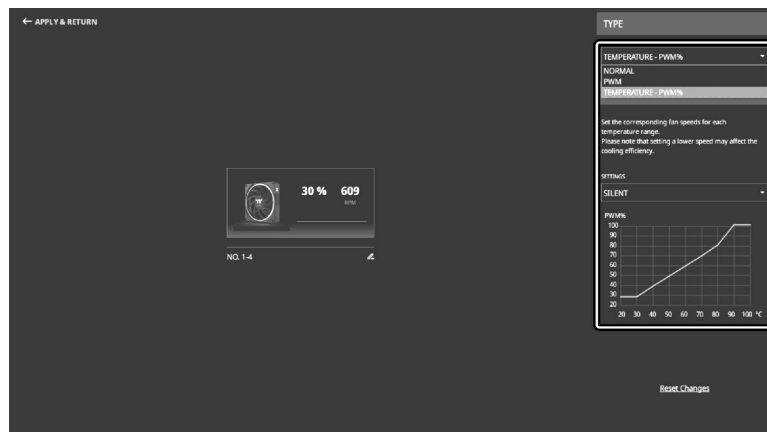 ← APPLY & RETURN
TYPE
TEMPERATURE - PWM%
NORMAL
PWM
TEMPERATURE - PWM%
Set the corresponding fan speeds for each
temperature range.
Please note that setting a lower speed may affect the
cooling efficiency.
SETTINGS
SILENT
PWM%
100
90
80
70
60
50
40
30
20
20 30 40 50 60 70 80 90 100 °C
30 % 609
RPM
NO. 1-4
Reset Changes